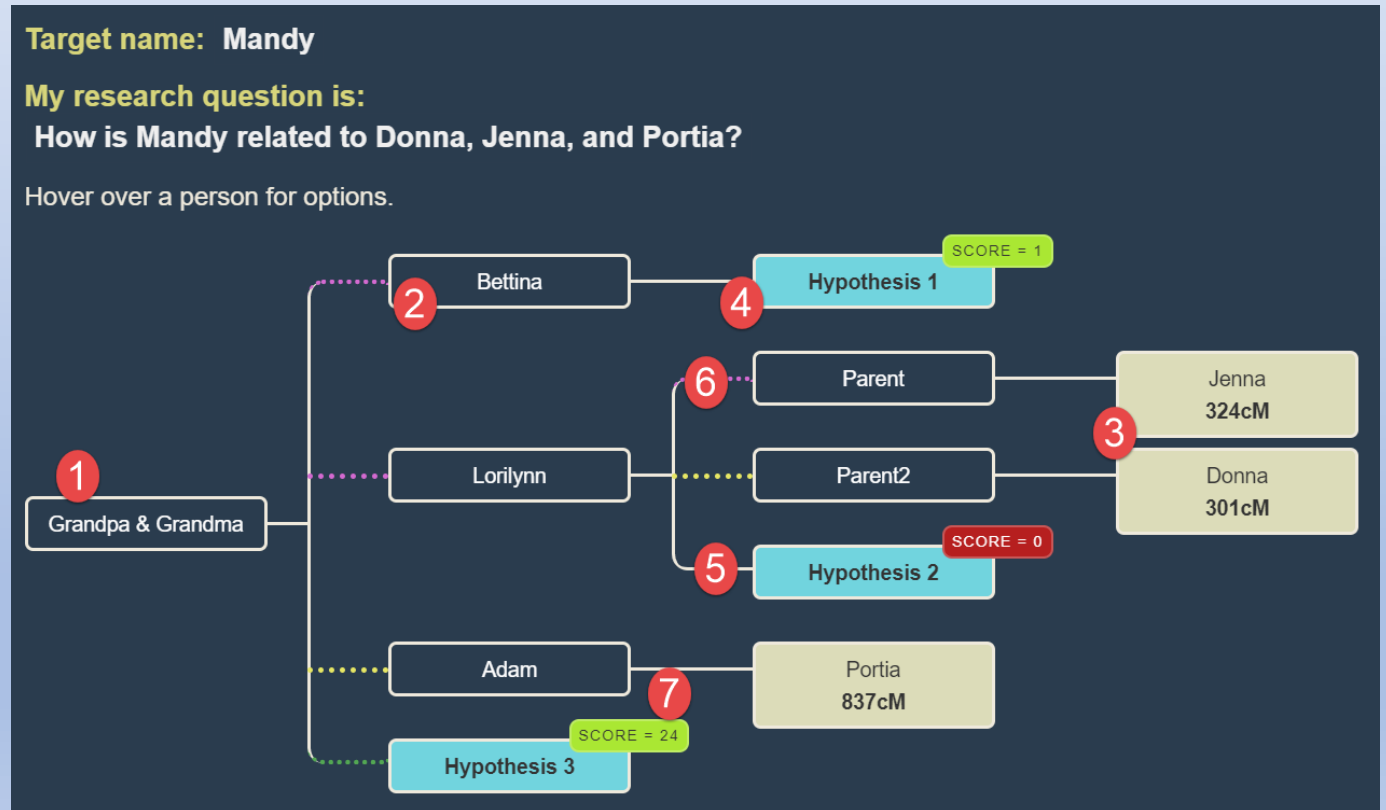 Target name: Mandy
My research question is:
How is Mandy related to Donna, Jenna, and Portia?
Hover over a person for options.
SCORE = 1
Bettina
Hypothesis 1
2
4
6
Parent
Jenna
324cM
3
1
Lorilynn
Parent2
Donna
301cM
Grandpa & Grandma
SCORE = 0
5
Hypothesis 2
Adam
Portia
837cM
7
SCORE = 24
Hypothesis 3